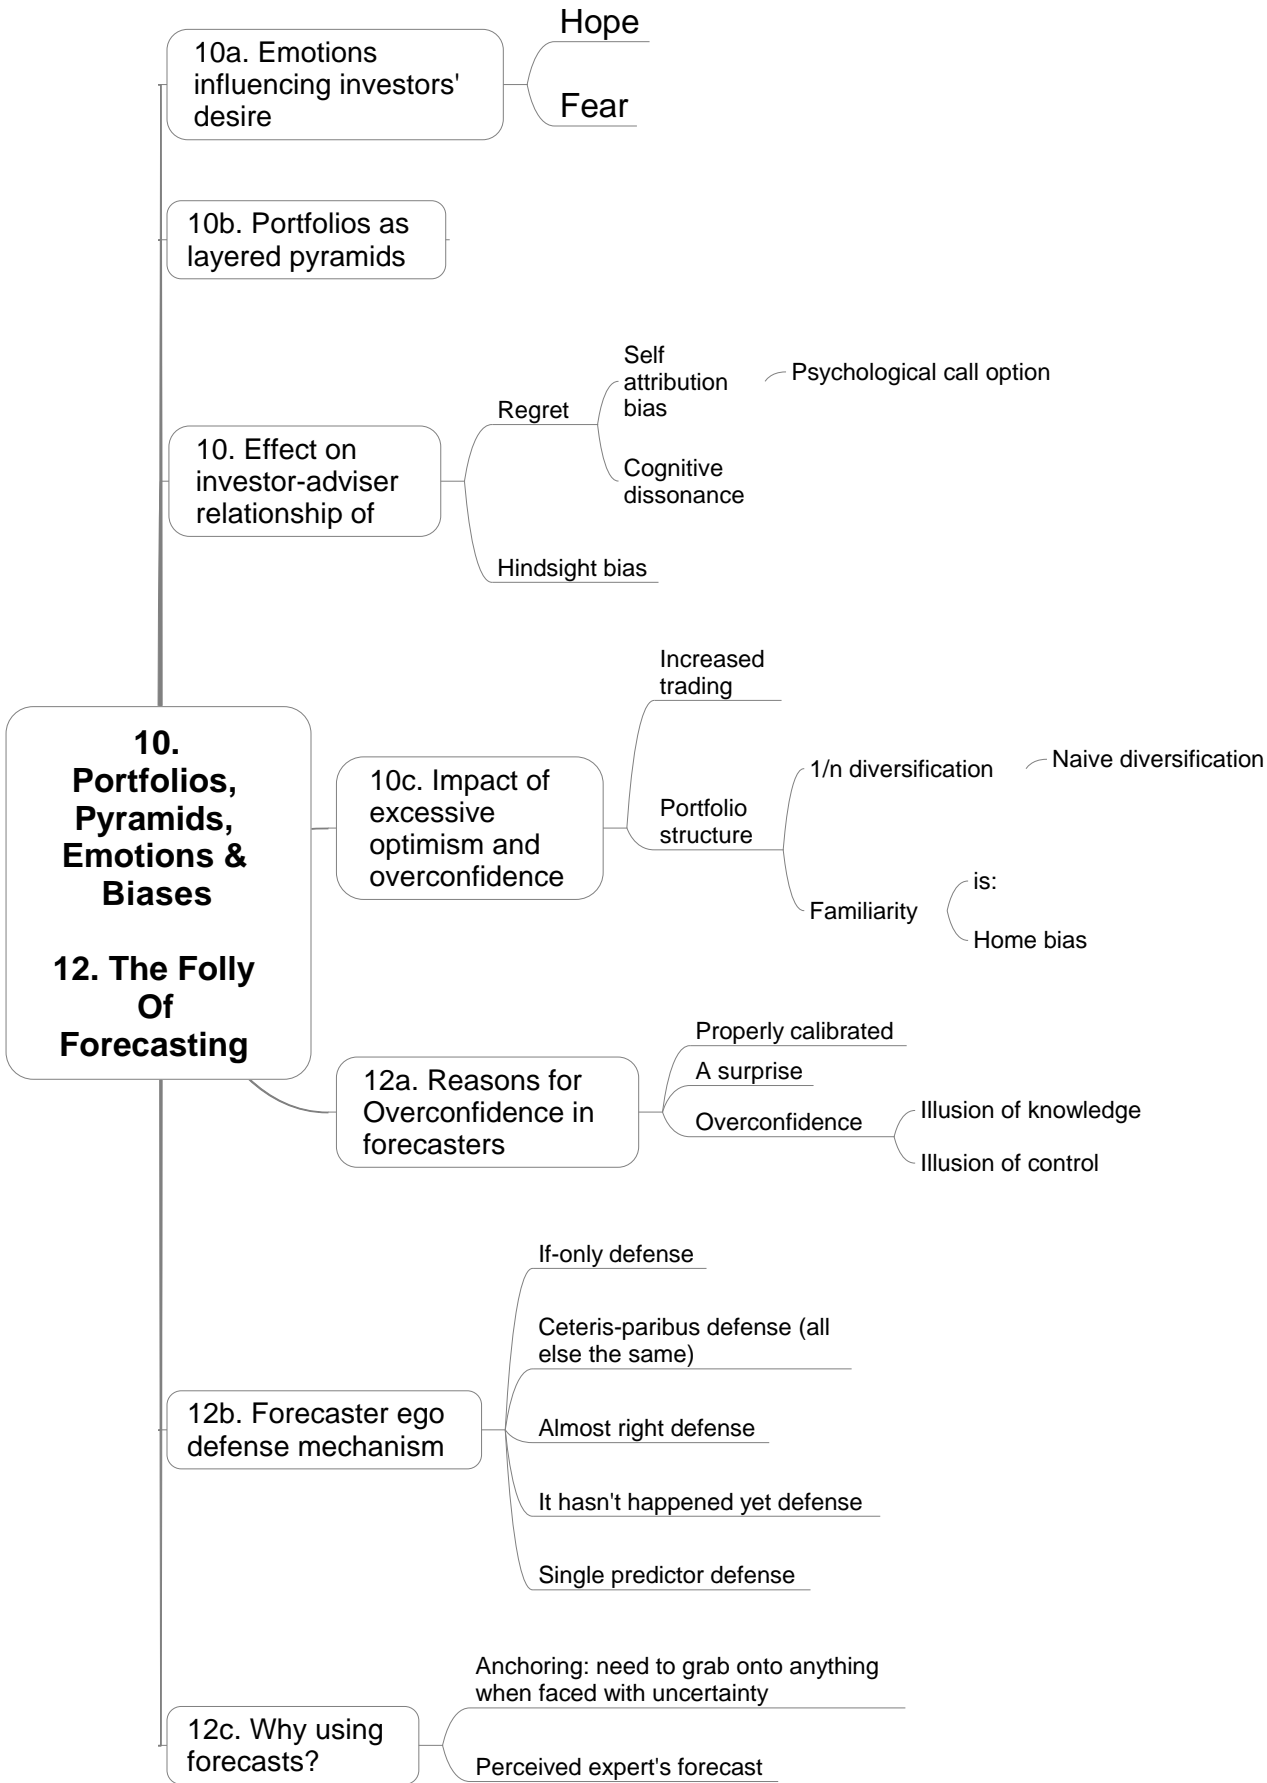 Hope
10a. Emotions
influencing investors'
desire
Fear
10b. Portfolios as
layered pyramids
Self
attribution
bias
Psychological call option
Regret
10. Effect on
investor-adviser
relationship of
Cognitive
dissonance
Hindsight bias
Increased
trading
10.
Portfolios,
Pyramids,
Emotions &
Biases
12. The Folly
Of
Forecasting
10c. Impact of
excessive
optimism and
overconfidence
Portfolio
structure
1/n diversification
Naive diversification
Familiarity
is:
Home bias
12a. Reasons for
Overconfidence in
forecasters
Properly calibrated
A surprise
Overconfidence
Illusion of knowledge
Illusion of control
If-only defense
Ceteris-paribus defense (all
else the same)
12b. Forecaster ego
defense mechanism
Almost right defense
It hasn't happened yet defense
Single predictor defense
Anchoring: need to grab onto anything
when faced with uncertainty
12c. Why using
forecasts?
Perceived expert's forecast